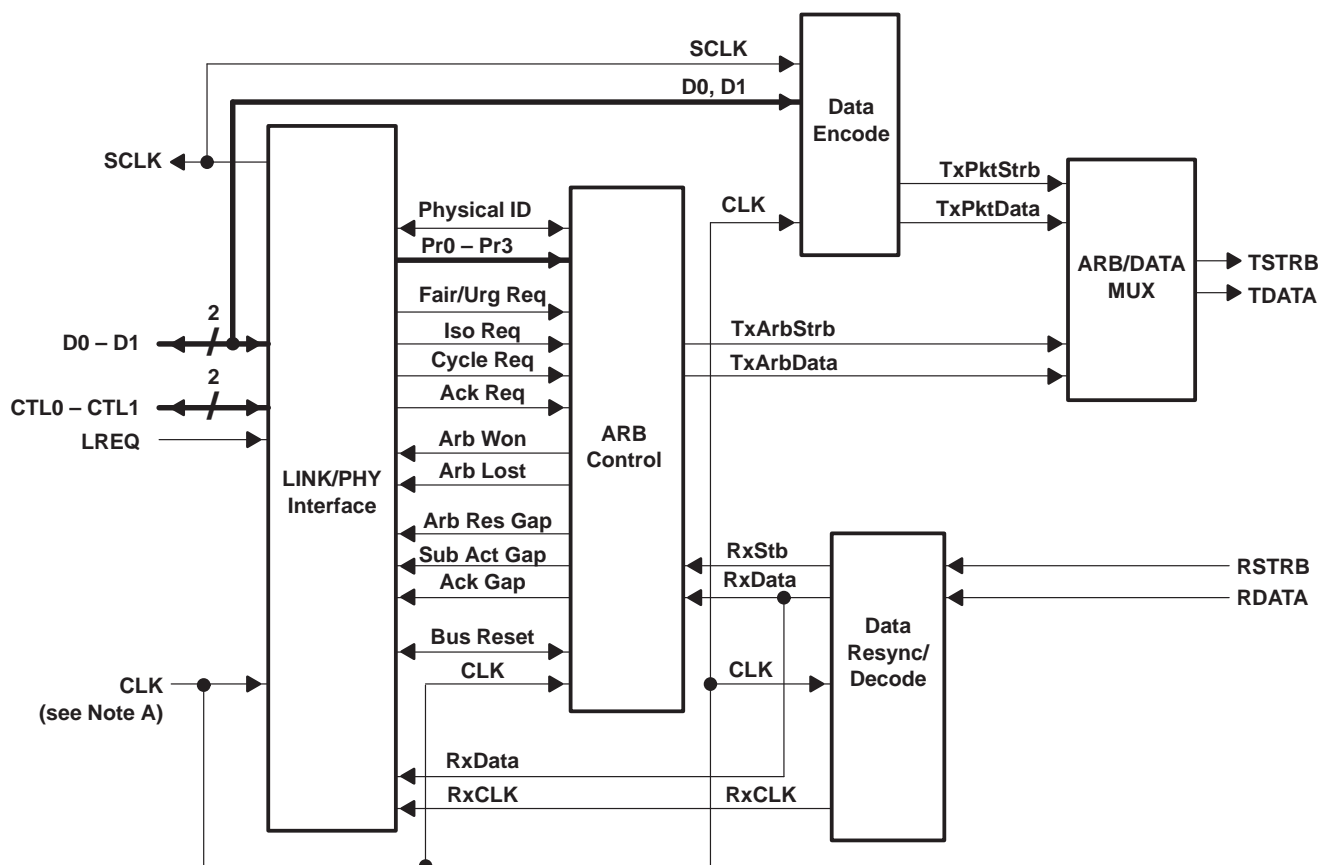 SCLK
D0, D1
Data
Encode
SCLK
TxPktStrb
CLK
TxPktData
Physical ID
Pr0 – Pr3
ARB/DATA
MUX
TSTRB
TDATA
Fair/Urg Req
2
D0 – D1
Iso Req
TxArbStrb
Cycle Req
TxArbData
2
CTL0 – CTL1
Ack Req
LREQ
Arb Won
ARB
Control
Arb Lost
LINK/PHY
Interface
Arb Res Gap
Sub Act Gap
RxStb
RSTRB
Ack Gap
RxData
RDATA
Data
Resync/
Decode
Bus Reset
CLK
CLK
CLK
(see Note A)
RxData
RxCLK
RxCLK